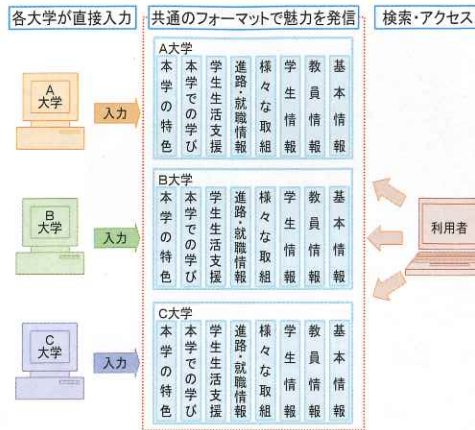 各大学が直接入力
共通のフォーマットで魅力を発信
検索・アクセス
A
大学
入力
A大学
本学の特色
本学での学び
学生生活支援
進路・就職情報
様々な取組
学生情報
教員情報
基本情報
B
大学
入力
B大学
本学の特色
本学での学び
学生生活支援
進路・就職情報
様々な取組
学生情報
教員情報
基本情報
利用者
C
大学
入力
C大学
本学の特色
本学での学び
学生生活支援
進路・就職情報
様々な取組
学生情報
教員情報
基本情報